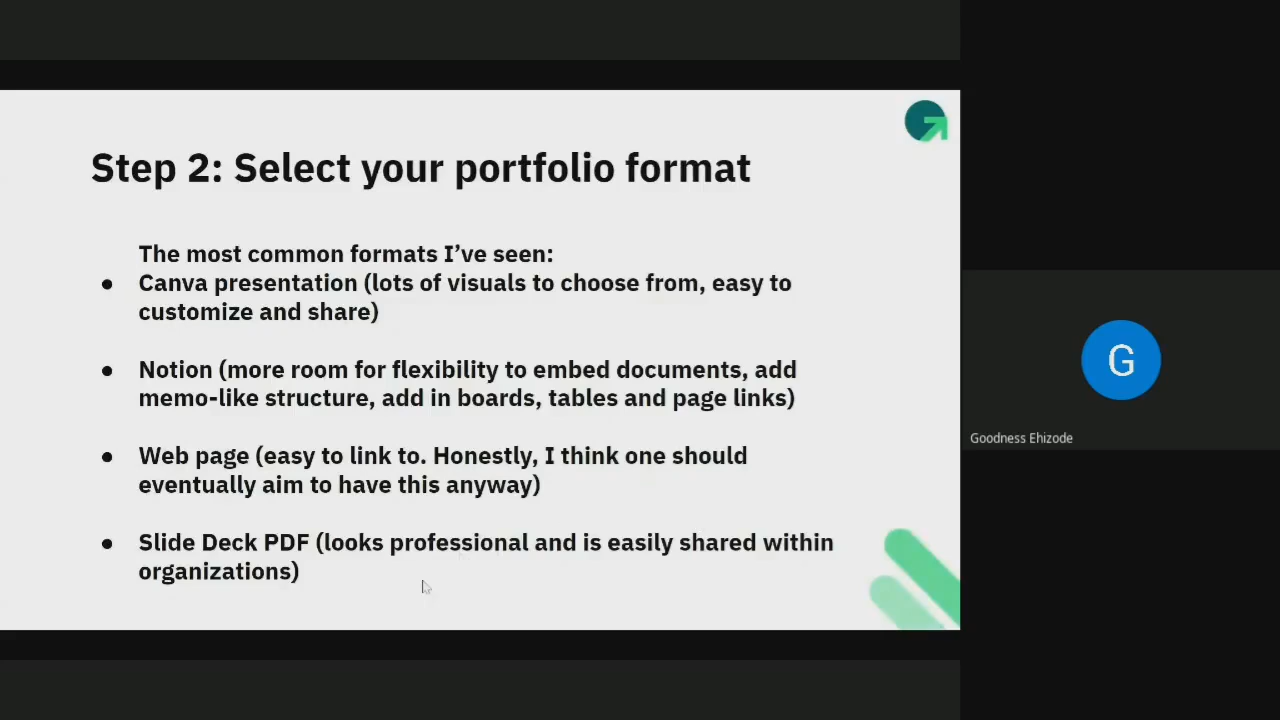 Step 2: Select your portfolio format
The most common formats I’ve seen:
● Canva presentation (lots of visuals to choose from, easy to
customize and share)
● Notion (more room for flexibility to embed documents, add
memo-like structure, add in boards, tables and page links)
● Web page (easy to link to. Honestly, I think one should
eventually aim to have this anyway)
● Slide Deck PDF (looks professional and is easily shared within
organizations)
G
Goodness Ehizode